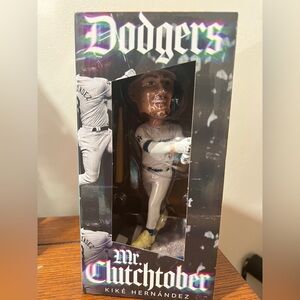 Dodgers
Mr.
Clutchtober
KIKÉ HERNÁNDEZ